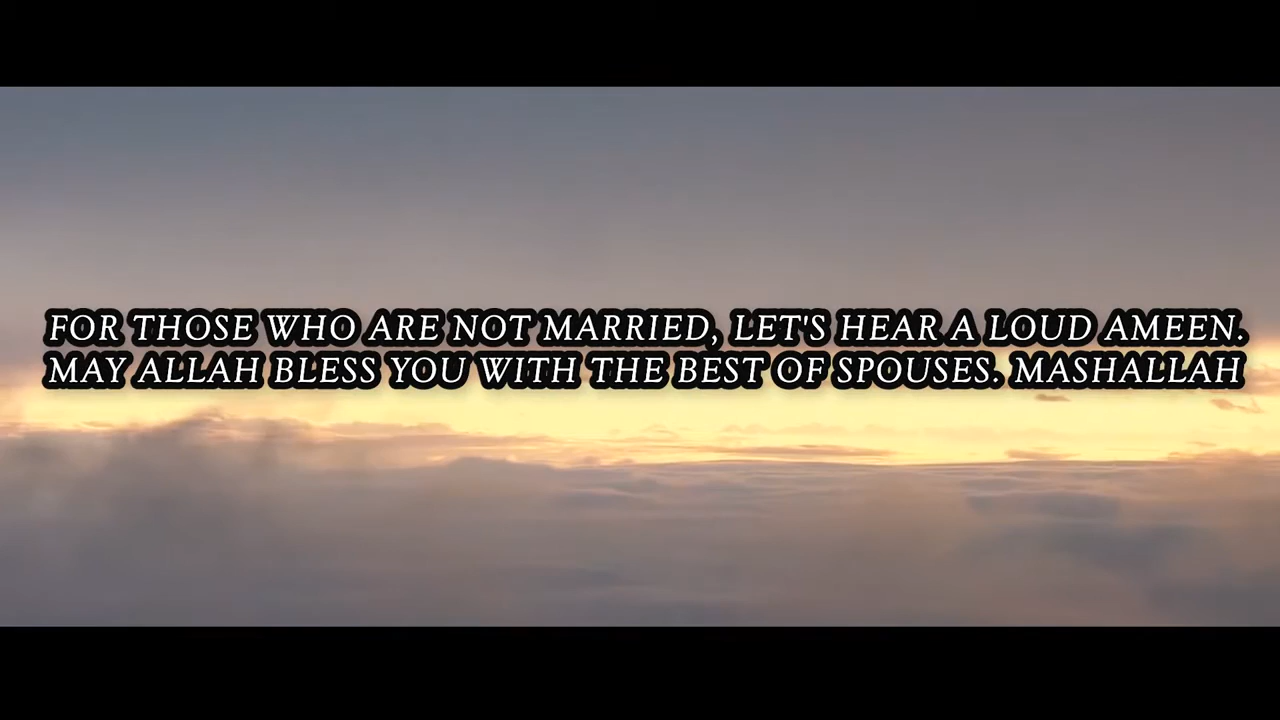 FOR THOSE WHO ARE NOT MARRIED, LET'S HEAR A LOUD AMEEN.
MAY ALLAH BLESS YOU WITH THE BEST OF SPOUSES. MASHALLAH